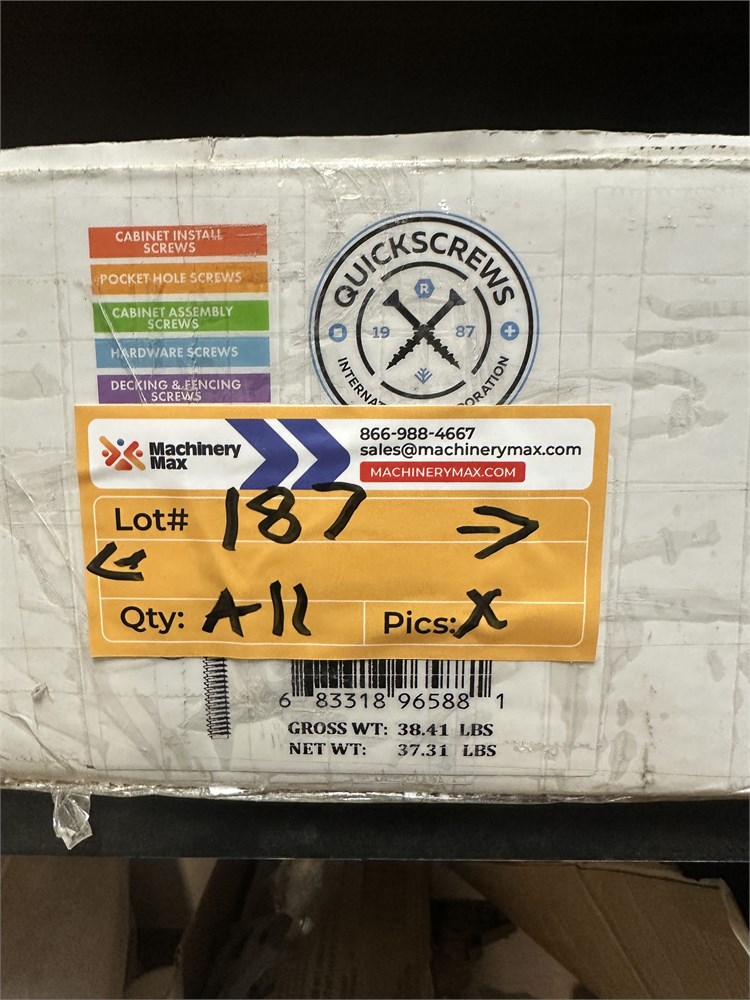 CABINET INSTALL
SCREWS
POCKET HOLE SCREWS
CABINET ASSEMBLY
SCREWS
HARDWARE SCREWS
DECKING & FENCING
SCREWS
QUICKSCREWS
R
19 87
Machinery
Max
866-988-4667
sales@machinerymax.com
MACHINERYMAX.COM
Lot# 187
Qty: All
Pics: X
6 83318 96588 1
GROSS WT: 38.41 LBS
NET WT: 37.31 LBS